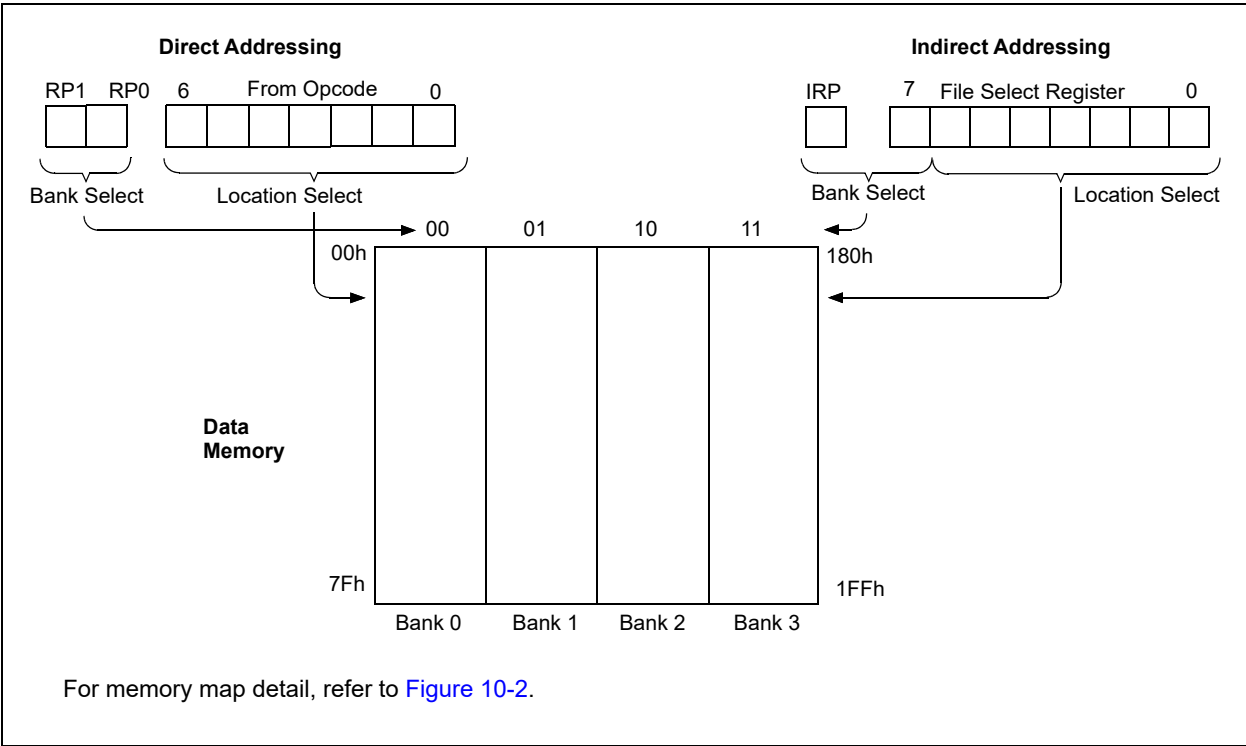 Direct Addressing
Indirect Addressing
RP1 RP0 6 From Opcode 0
IRP 7 File Select Register 0
Bank Select Location Select
Bank Select Location Select
00 01 10 11
00h
180h
Data
Memory
7Fh
1FFh
Bank 0 Bank 1 Bank 2 Bank 3
For memory map detail, refer to Figure 10-2.